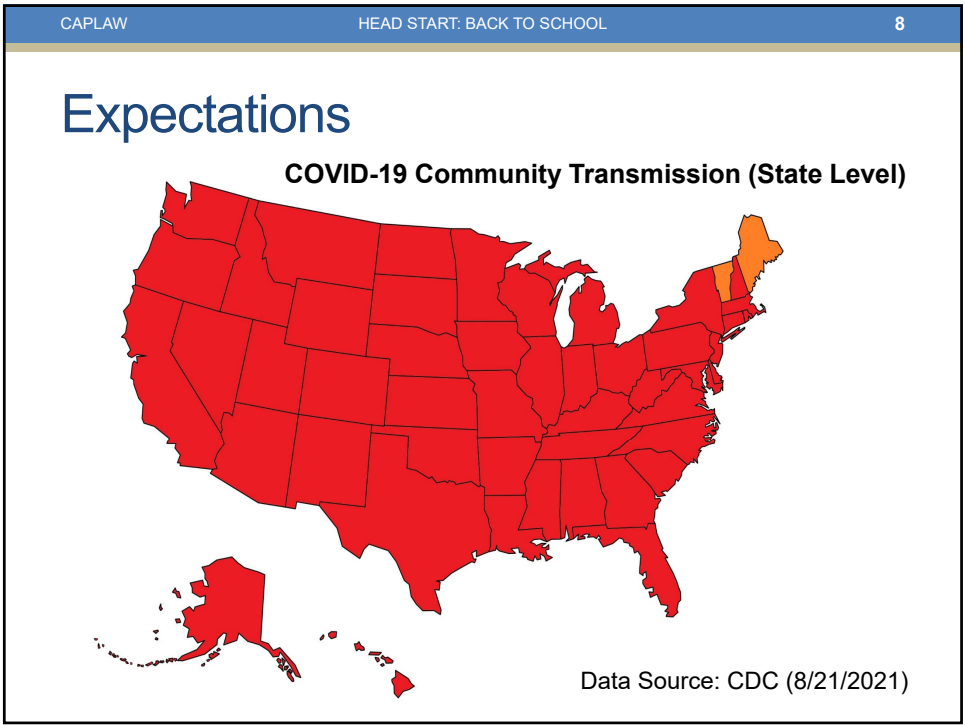 CAPLAW HEAD START: BACK TO SCHOOL 8
Expectations
COVID-19 Community Transmission (State Level)
Data Source: CDC (8/21/2021)